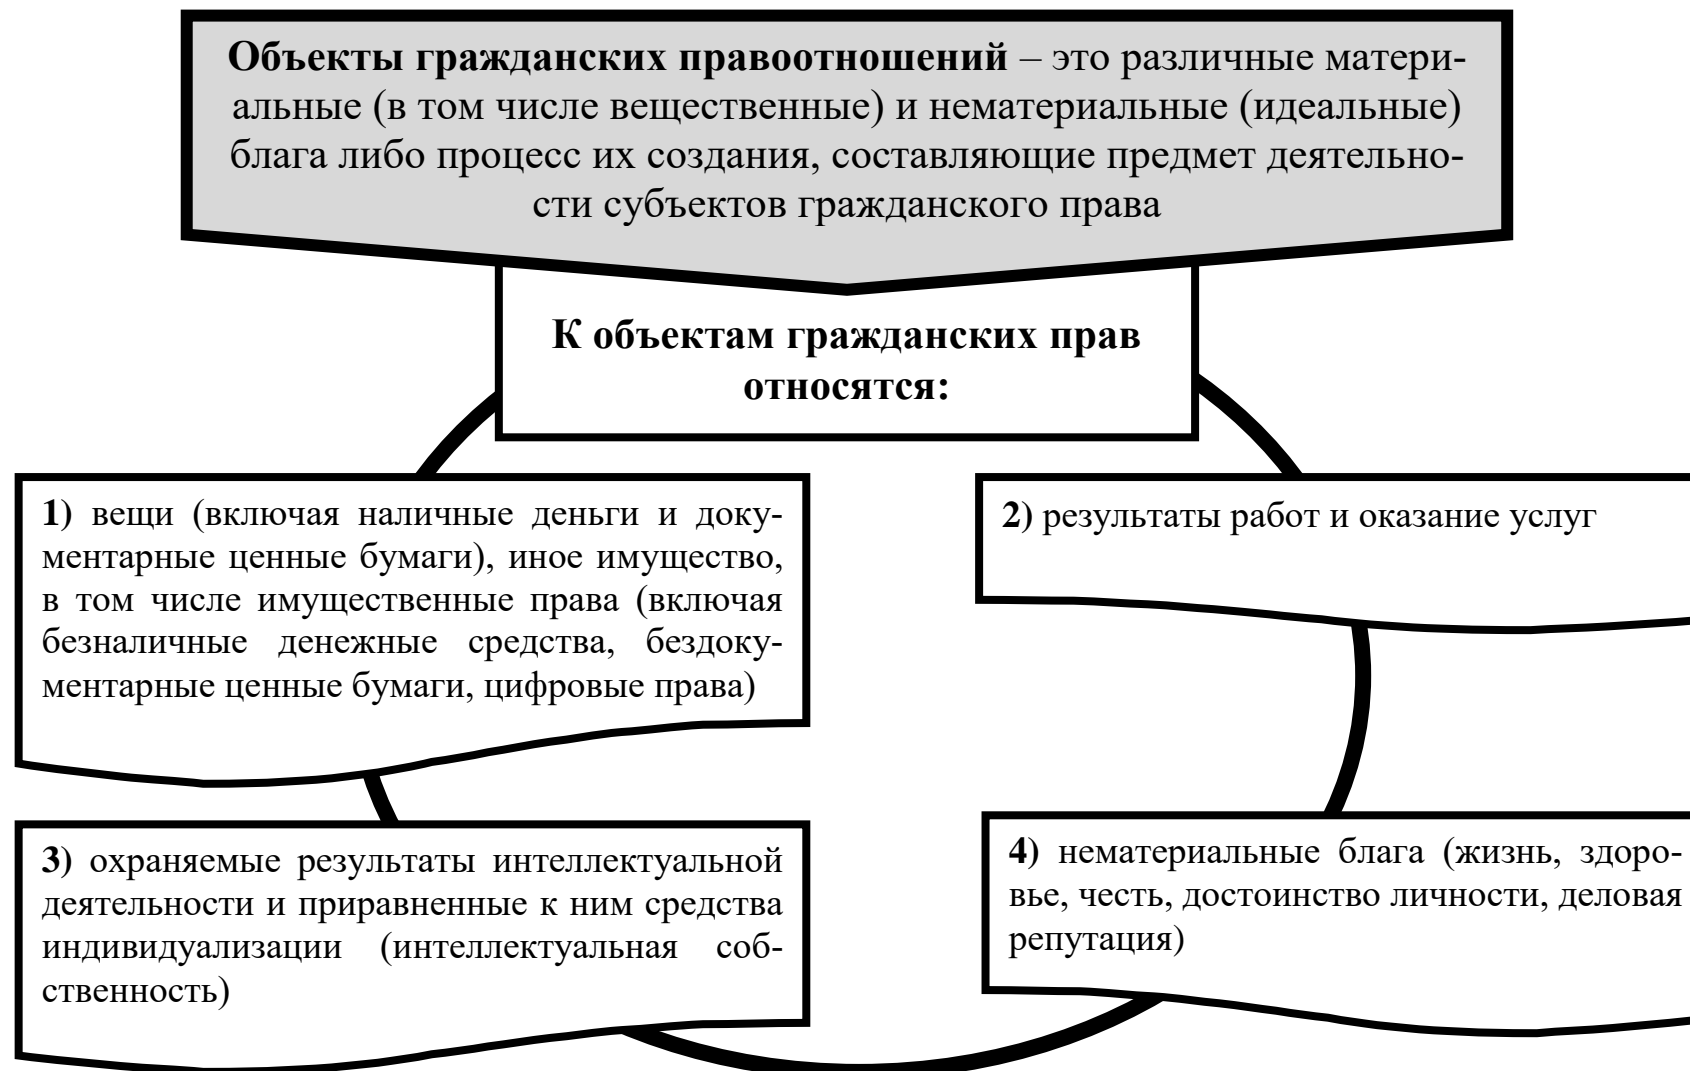 Объекты гражданских правоотношений – это различные матери-
альные (в том числе вещественные) и нематериальные (идеальные)
блага либо процесс их создания, составляющие предмет деятельно-
сти субъектов гражданского права
К объектам гражданских прав
относятся:
1) вещи (включая наличные деньги и доку-
ментарные ценные бумаги), иное имущество,
в том числе имущественные права (включая
безналичные денежные средства, бездоку-
ментарные ценные бумаги, цифровые права)
2) результаты работ и оказание услуг
3) охраняемые результаты интеллектуальной
деятельности и приравненные к ним средства
индивидуализации (интеллектуальная соб-
ственность)
4) нематериальные блага (жизнь, здоро-
вье, честь, достоинство личности, деловая
репутация)